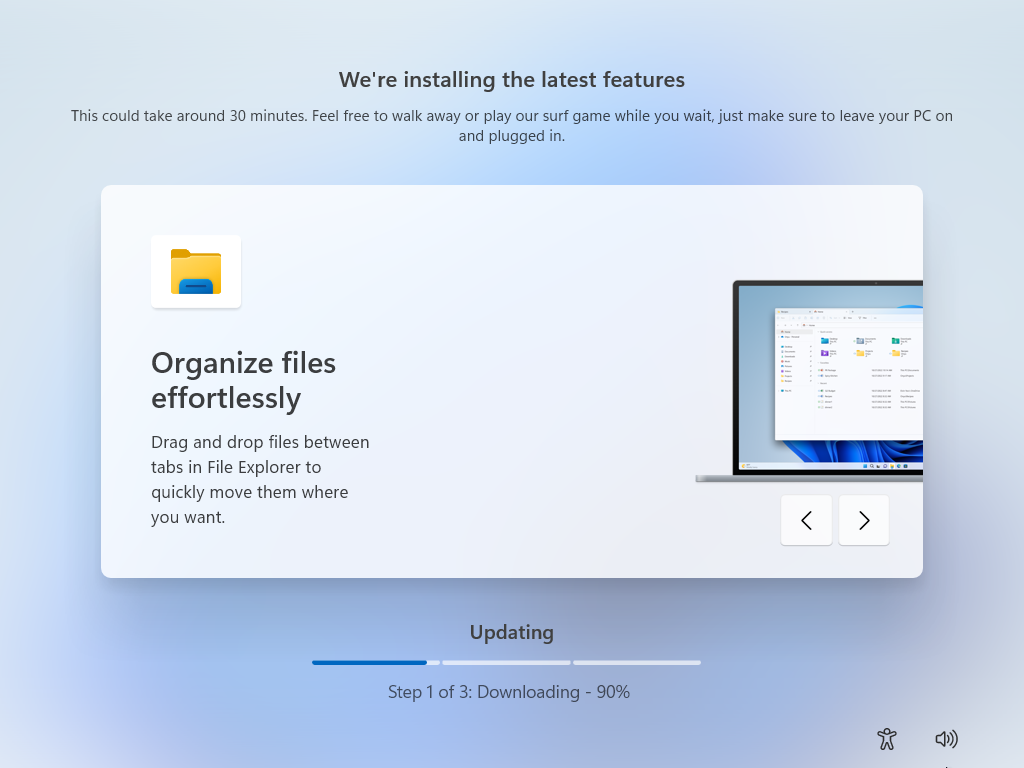 We're installing the latest features
This could take around 30 minutes. Feel free to walk away or play our surf game while you wait, just make sure to leave your PC on
and plugged in.
Organize files
effortlessly
Drag and drop files between
tabs in File Explorer to
quickly move them where
you want.
Updating
Step 1 of 3: Downloading - 90%